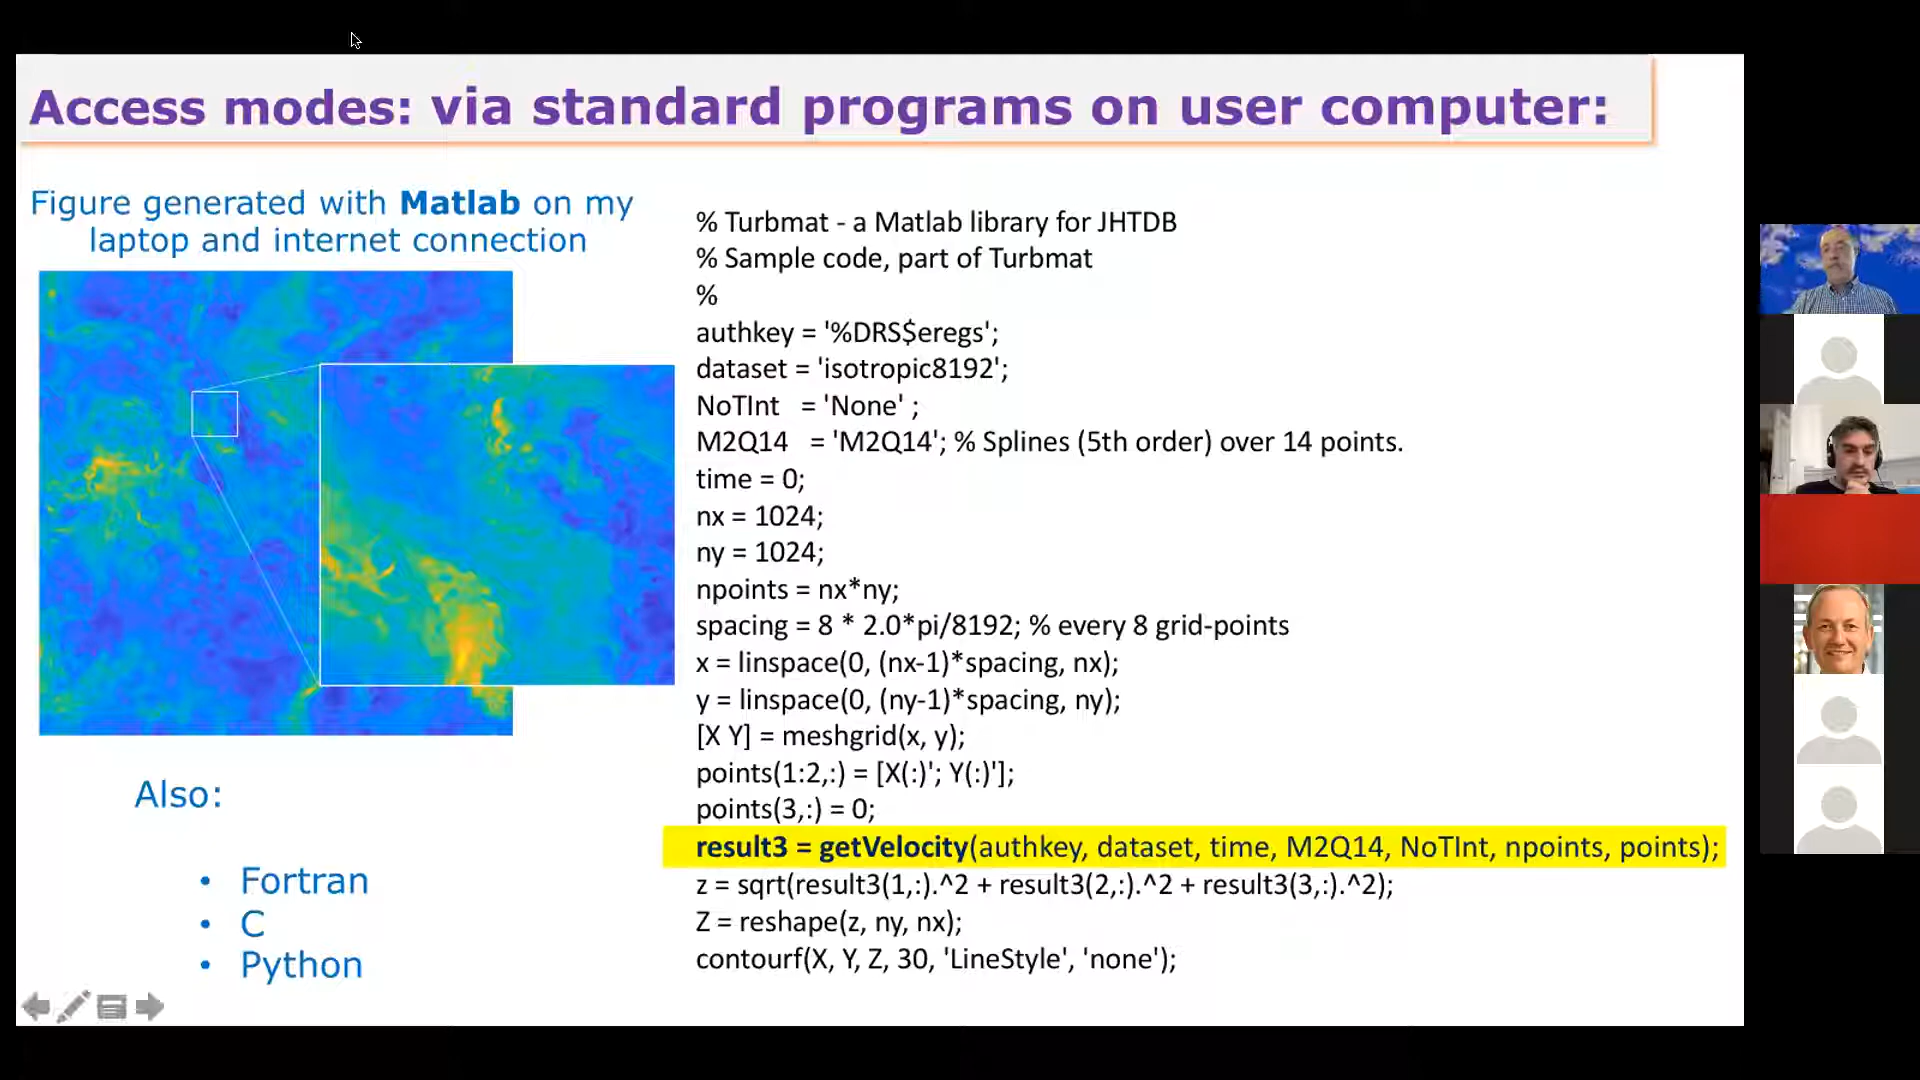 Access modes: via standard programs on user computer:
Figure generated with Matlab on my
laptop and internet connection
Also:
• Fortran
• C
• Python
% Turbmat - a Matlab library for JHTDB
% Sample code, part of Turbmat
%
authkey = '%DRS$eregs';
dataset = 'isotropic8192';
NoTInt = 'None' ;
M2Q14 = 'M2Q14'; % Splines (5th order) over 14 points.
time = 0;
nx = 1024;
ny = 1024;
npoints = nx*ny;
spacing = 8 * 2.0*pi/8192; % every 8 grid-points
x = linspace(0, (nx-1)*spacing, nx);
y = linspace(0, (ny-1)*spacing, ny);
[X Y] = meshgrid(x, y);
points(1:2,:) = [X(:)'; Y(:)'];
points(3,:) = 0;
result3 = getVelocity(authkey, dataset, time, M2Q14, NoTInt, npoints, points);
z = sqrt(result3(1,:).^2 + result3(2,:).^2 + result3(3,:).^2);
Z = reshape(z, ny, nx);
contourf(X, Y, Z, 30, 'LineStyle', 'none');